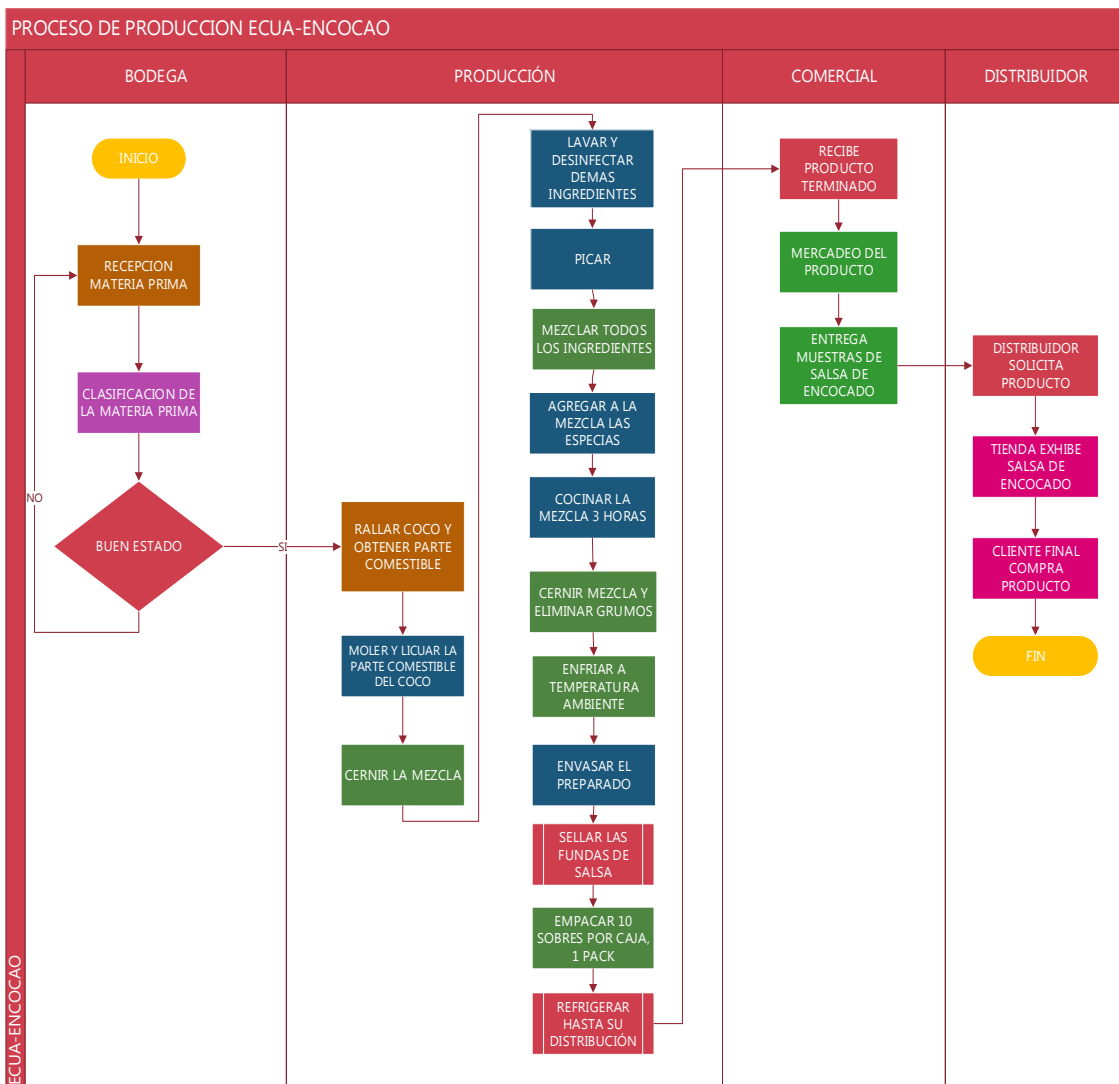 PROCESO DE PRODUCCION ECUA-ENCOCAO
BODEGA
PRODUCCIÓN
COMERCIAL
DISTRIBUIDOR
ECUA-ENCOCAO
INICIO
RECEPCION
MATERIA PRIMA
CLASIFICACION DE
LA MATERIA PRIMA
BUEN ESTADO
NO
SI
RALLAR COCO Y
OBTENER PARTE
COMESTIBLE
MOLER Y LICUAR LA
PARTE COMESTIBLE
DEL COCO
CERNIR LA MEZCLA
LAVAR Y
DESINFECTAR
DEMAS
INGREDIENTES
PICAR
MEZCLAR TODOS
LOS INGREDIENTES
AGREGAR A LA
MEZCLA LAS
ESPECIAS
COCINAR LA
MEZCLA 3 HORAS
CERNIR MEZCLA Y
ELIMINAR GRUMOS
ENFRIAR A
TEMPERATURA
AMBIENTE
ENVASAR EL
PREPARADO
SELLAR LAS
FUNDAS DE
SALSA
EMPACAR 10
SOBRES POR CAJA,
1 PACK
REFRIGERAR
HASTA SU
DISTRIBUCIÓN
RECIBE
PRODUCTO
TERMINADO
MERCADEO DEL
PRODUCTO
ENTREGA
MUESTRAS DE
SALSA DE
ENCOCADO
DISTRIBUIDOR
SOLICITA
PRODUCTO
TIENDA EXHIBE
SALSA DE
ENCOCADO
CLIENTE FINAL
COMPRA
PRODUCTO
FIN